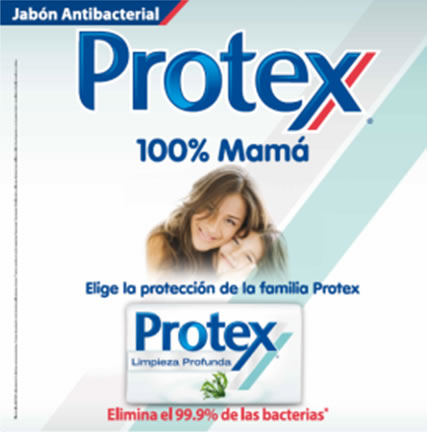 Jabón Antibacterial
Protex®
100% Mamá
Elige la protección de la familia Protex
Protex
Limpieza Profunda
Elimina el 99.9% de las bacterias*